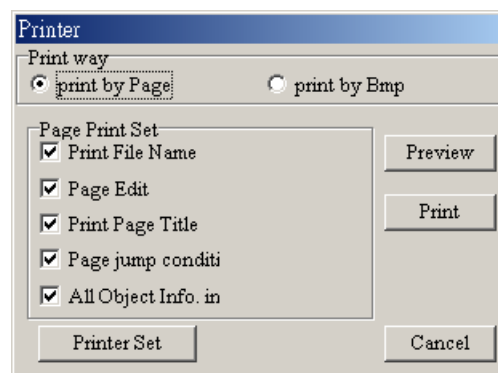 Printer
Print way
print by Page
print by Bmp
Page Print Set
Print File Name
Preview
Page Edit
Print Page Title
Print
Page jump conditi
All Object Info. in
Printer Set
Cancel